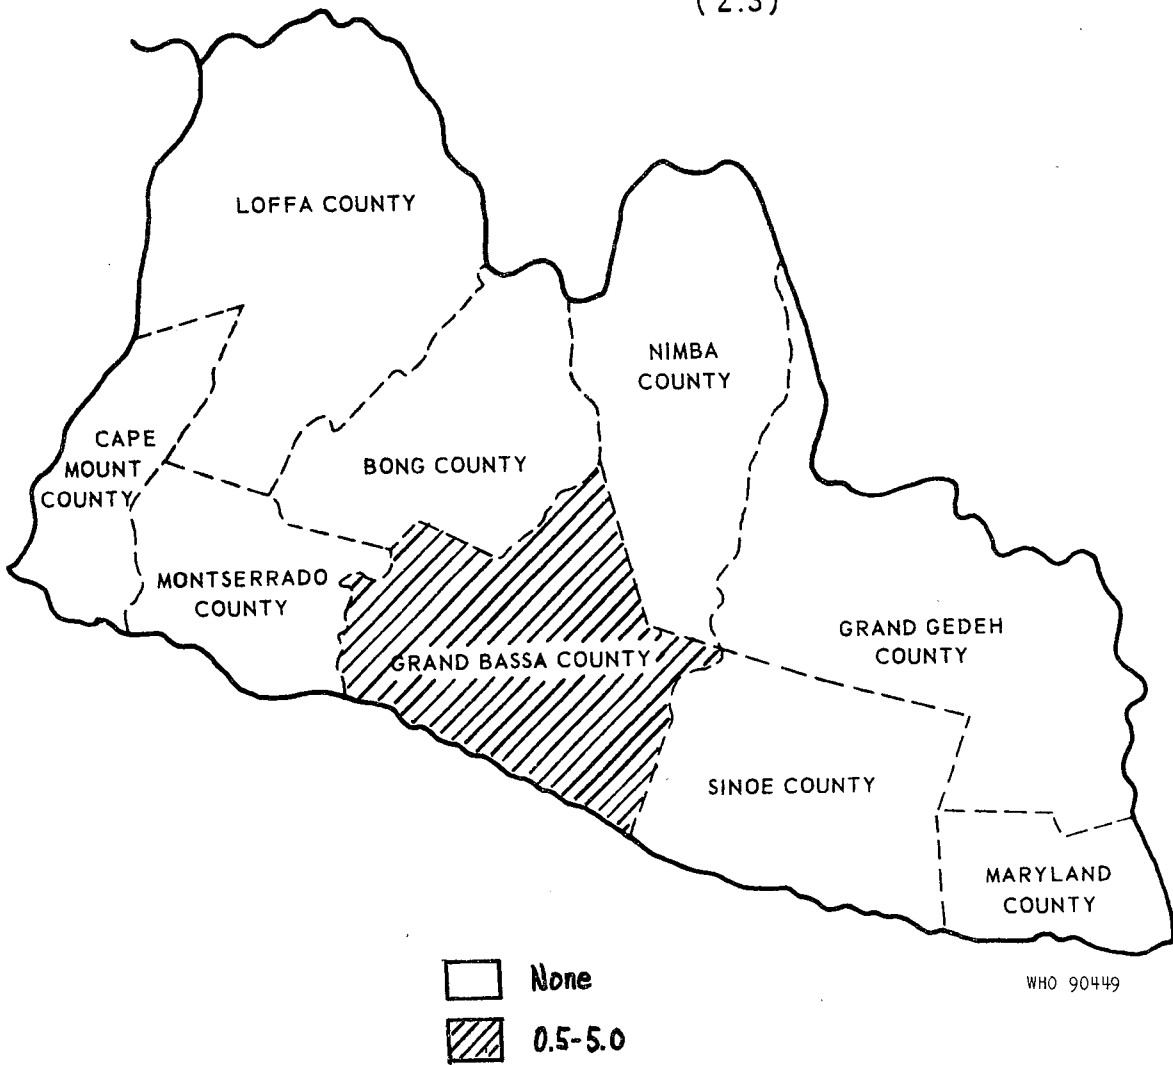 (2.3)
LOFFA COUNTY
NIMBA
COUNTY
CAPE
MOUNT
COUNTY
BONG COUNTY
MONTSERRADO
COUNTY
GRAND GEDEH
COUNTY
GRAND BASSA COUNTY
SINOE COUNTY
MARYLAND
COUNTY
None
WHO 90449
0.5-5.0